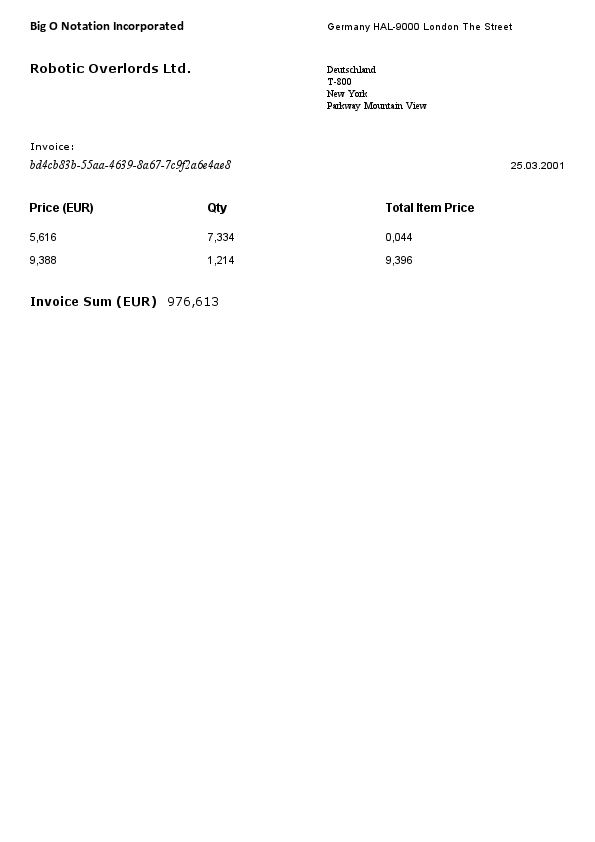 Big O Notation Incorporated Germany HAL-9000 London The Street
Robotic Overlords Ltd.
Deutschland
T-800
New York
Parkway Mountain View
Invoice:
bd4cb83b-55aa-4639-8a67-7c9f2a6e4ae8 25.03.2001
Price (EUR) Qty Total Item Price
5,616 7,334 0,044
9,388 1,214 9,396
Invoice Sum (EUR) 976,613